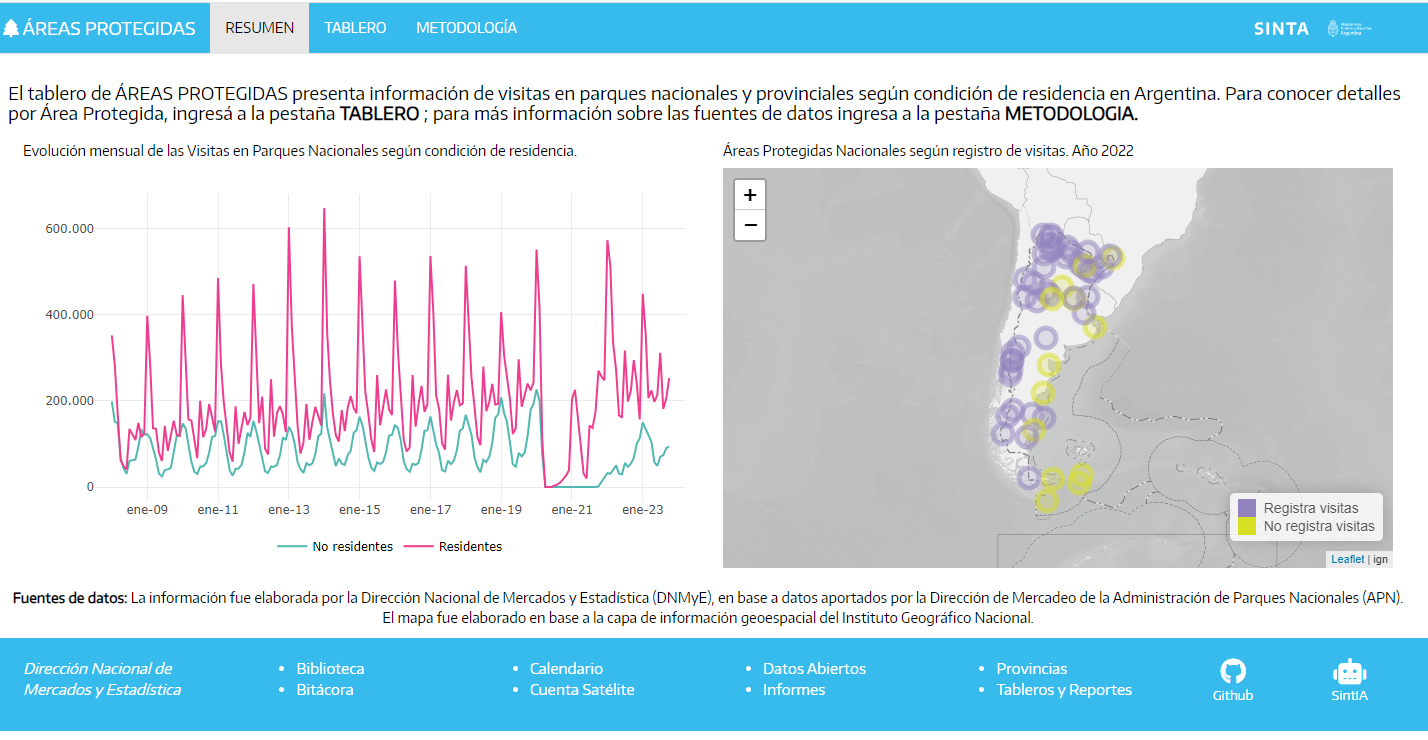 ÁREAS PROTEGIDAS RESUMEN TABLERO METODOLOGÍA SINTA
Argentina
El tablero de ÁREAS PROTEGIDAS presenta información de visitas en parques nacionales y provinciales según condición de residencia en Argentina. Para conocer detalles
por Área Protegida, ingresá a la pestaña TABLERO ; para más información sobre las fuentes de datos ingresa a la pestaña METODOLOGIA.
Evolución mensual de las Visitas en Parques Nacionales según condición de residencia.
600.000
400.000
200.000
0
ene-09 ene-11 ene-13 ene-15 ene-17 ene-19 ene-21 ene-23
No residentes Residentes
Áreas Protegidas Nacionales según registro de visitas. Año 2022
+
−
Registra visitas
No registra visitas
Leaflet | ign
Fuentes de datos: La información fue elaborada por la Dirección Nacional de Mercados y Estadística (DNMyE), en base a datos aportados por la Dirección de Mercadeo de la Administración de Parques Nacionales (APN).
El mapa fue elaborado en base a la capa de información geoespacial del Instituto Geográfico Nacional.
Dirección Nacional de
Mercados y Estadística
• Biblioteca
• Bitácora
• Calendario
• Cuenta Satélite
• Datos Abiertos
• Informes
• Provincias
• Tableros y Reportes
Github
SintIA